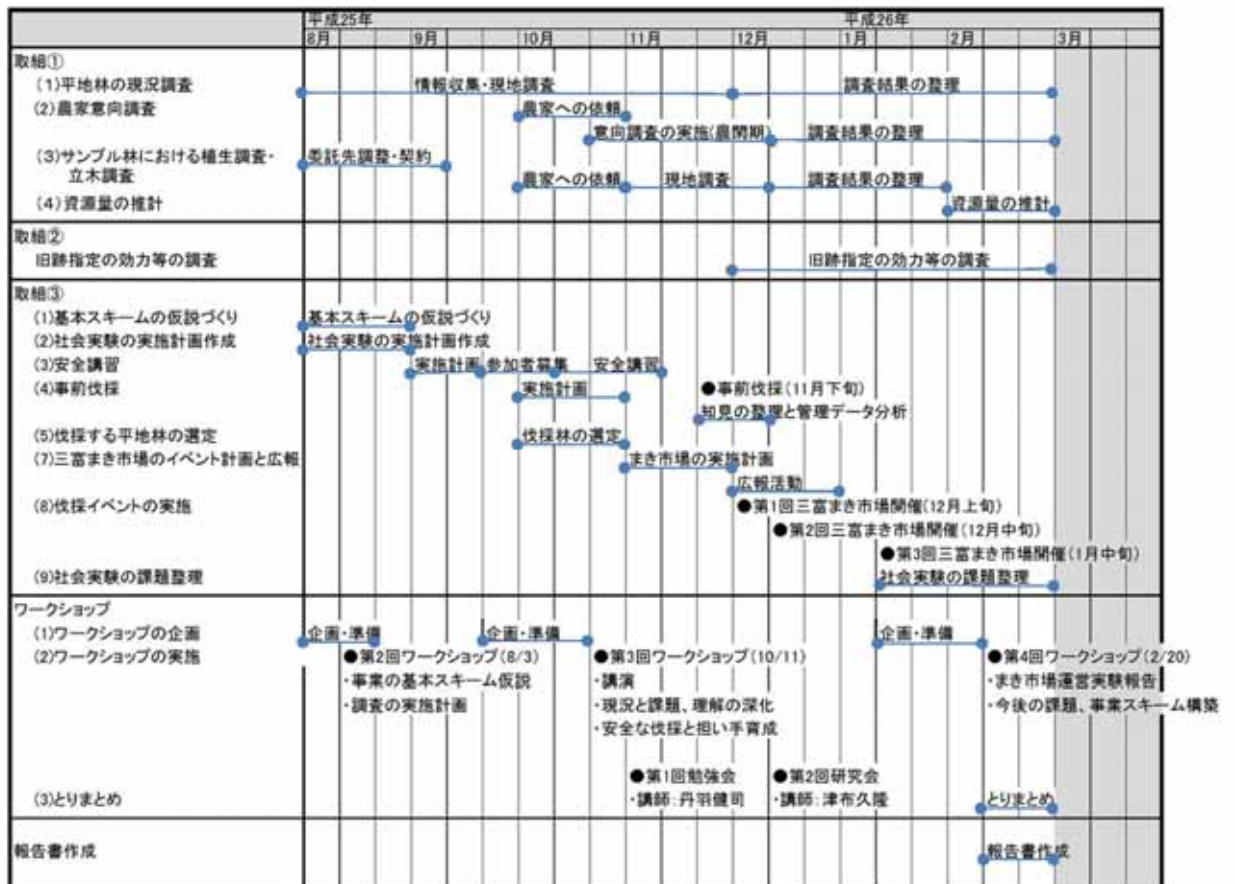 平成25年 平成26年
8月 9月 10月 11月 12月 1月 2月 3月
取組①
(1)平地林の現況調査 情報収集・現地調査 調査結果の整理
(2)農家意向調査 農家への依頼
意向調査の実施(農閑期) 調査結果の整理
(3)サンプル林における植生調査・ 委託先調整・契約
立木調査 農家への依頼 現地調査 調査結果の整理
(4)資源量の推計 資源量の推計
取組②
旧跡指定の効力等の調査 旧跡指定の効力等の調査
取組③
(1)基本スキームの仮説づくり 基本スキームの仮説づくり
(2)社会実験の実施計画作成 社会実験の実施計画作成
(3)安全講習 実施計画 参加者募集 安全講習
(4)事前伐採 実施計画 ●事前伐採(11月下旬)
知見の整理と管理データ分析
(5)伐採する平地林の選定 伐採林の選定
(7)三富まき市場のイベント計画と広報 まき市場の実施計画
広報活動
(8)伐採イベントの実施 ●第1回三富まき市場開催(12月上旬)
●第2回三富まき市場開催(12月中旬)
●第3回三富まき市場開催(1月中旬)
(9)社会実験の課題整理 社会実験の課題整理
ワークショップ
(1)ワークショップの企画 企画・準備 企画・準備 企画・準備
(2)ワークショップの実施 ●第2回ワークショップ(8/3) ●第3回ワークショップ(10/11) ●第4回ワークショップ(2/20)
・事業の基本スキーム仮説 ・講演 ・まき市場運営実験報告
・調査の実施計画 ・現況と課題、理解の深化 ・今後の課題、事業スキーム構築
・安全な伐採と担い手育成
●第1回勉強会 ●第2回研究会
(3)とりまとめ ・講師:丹羽健司 ・講師:津布久隆 とりまとめ
報告書作成 報告書作成